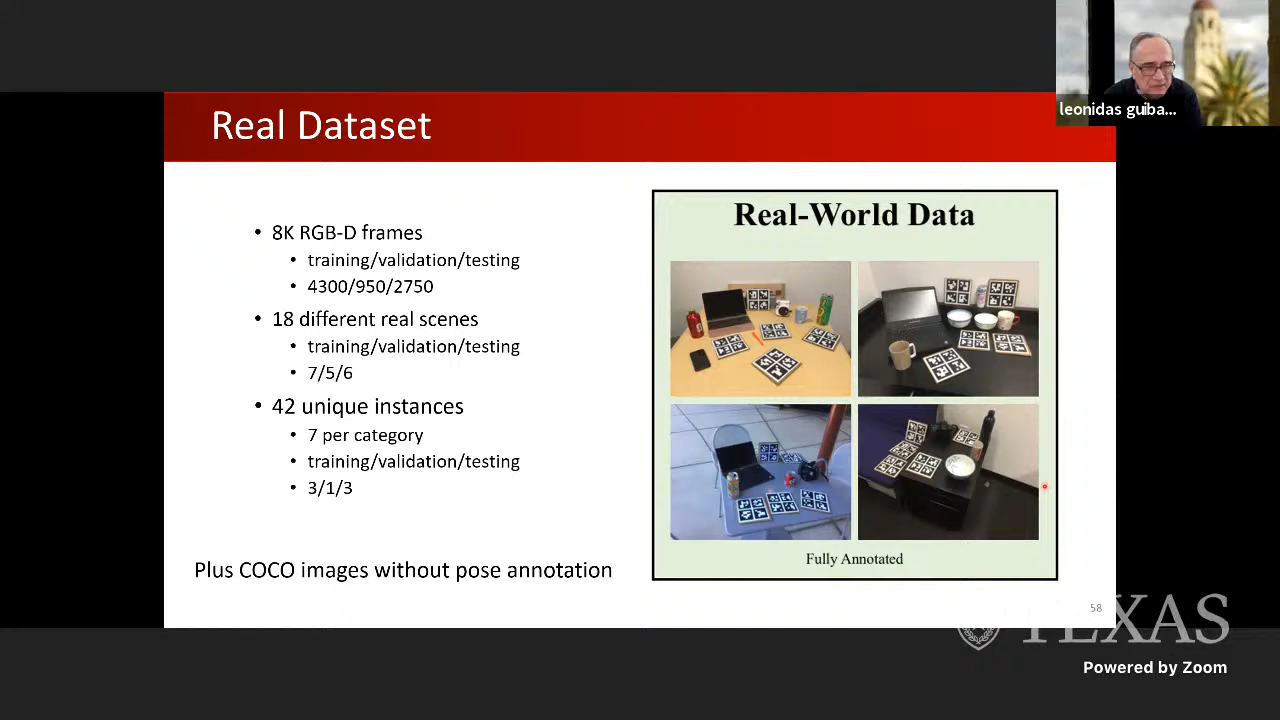 leonidas guiba...
Real Dataset
• 8K RGB-D frames
• training/validation/testing
• 4300/950/2750
• 18 different real scenes
• training/validation/testing
• 7/5/6
• 42 unique instances
• 7 per category
• training/validation/testing
• 3/1/3
Plus COCO images without pose annotation
Real-World Data
Fully Annotated
58
TEXAS
Powered by Zoom